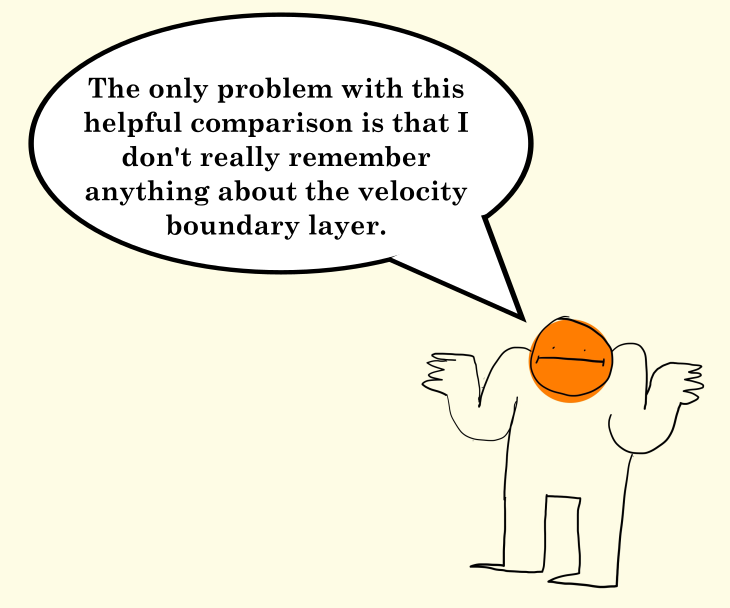 The only problem with this
helpful comparison is that I
don't really remember
anything about the velocity
boundary layer.